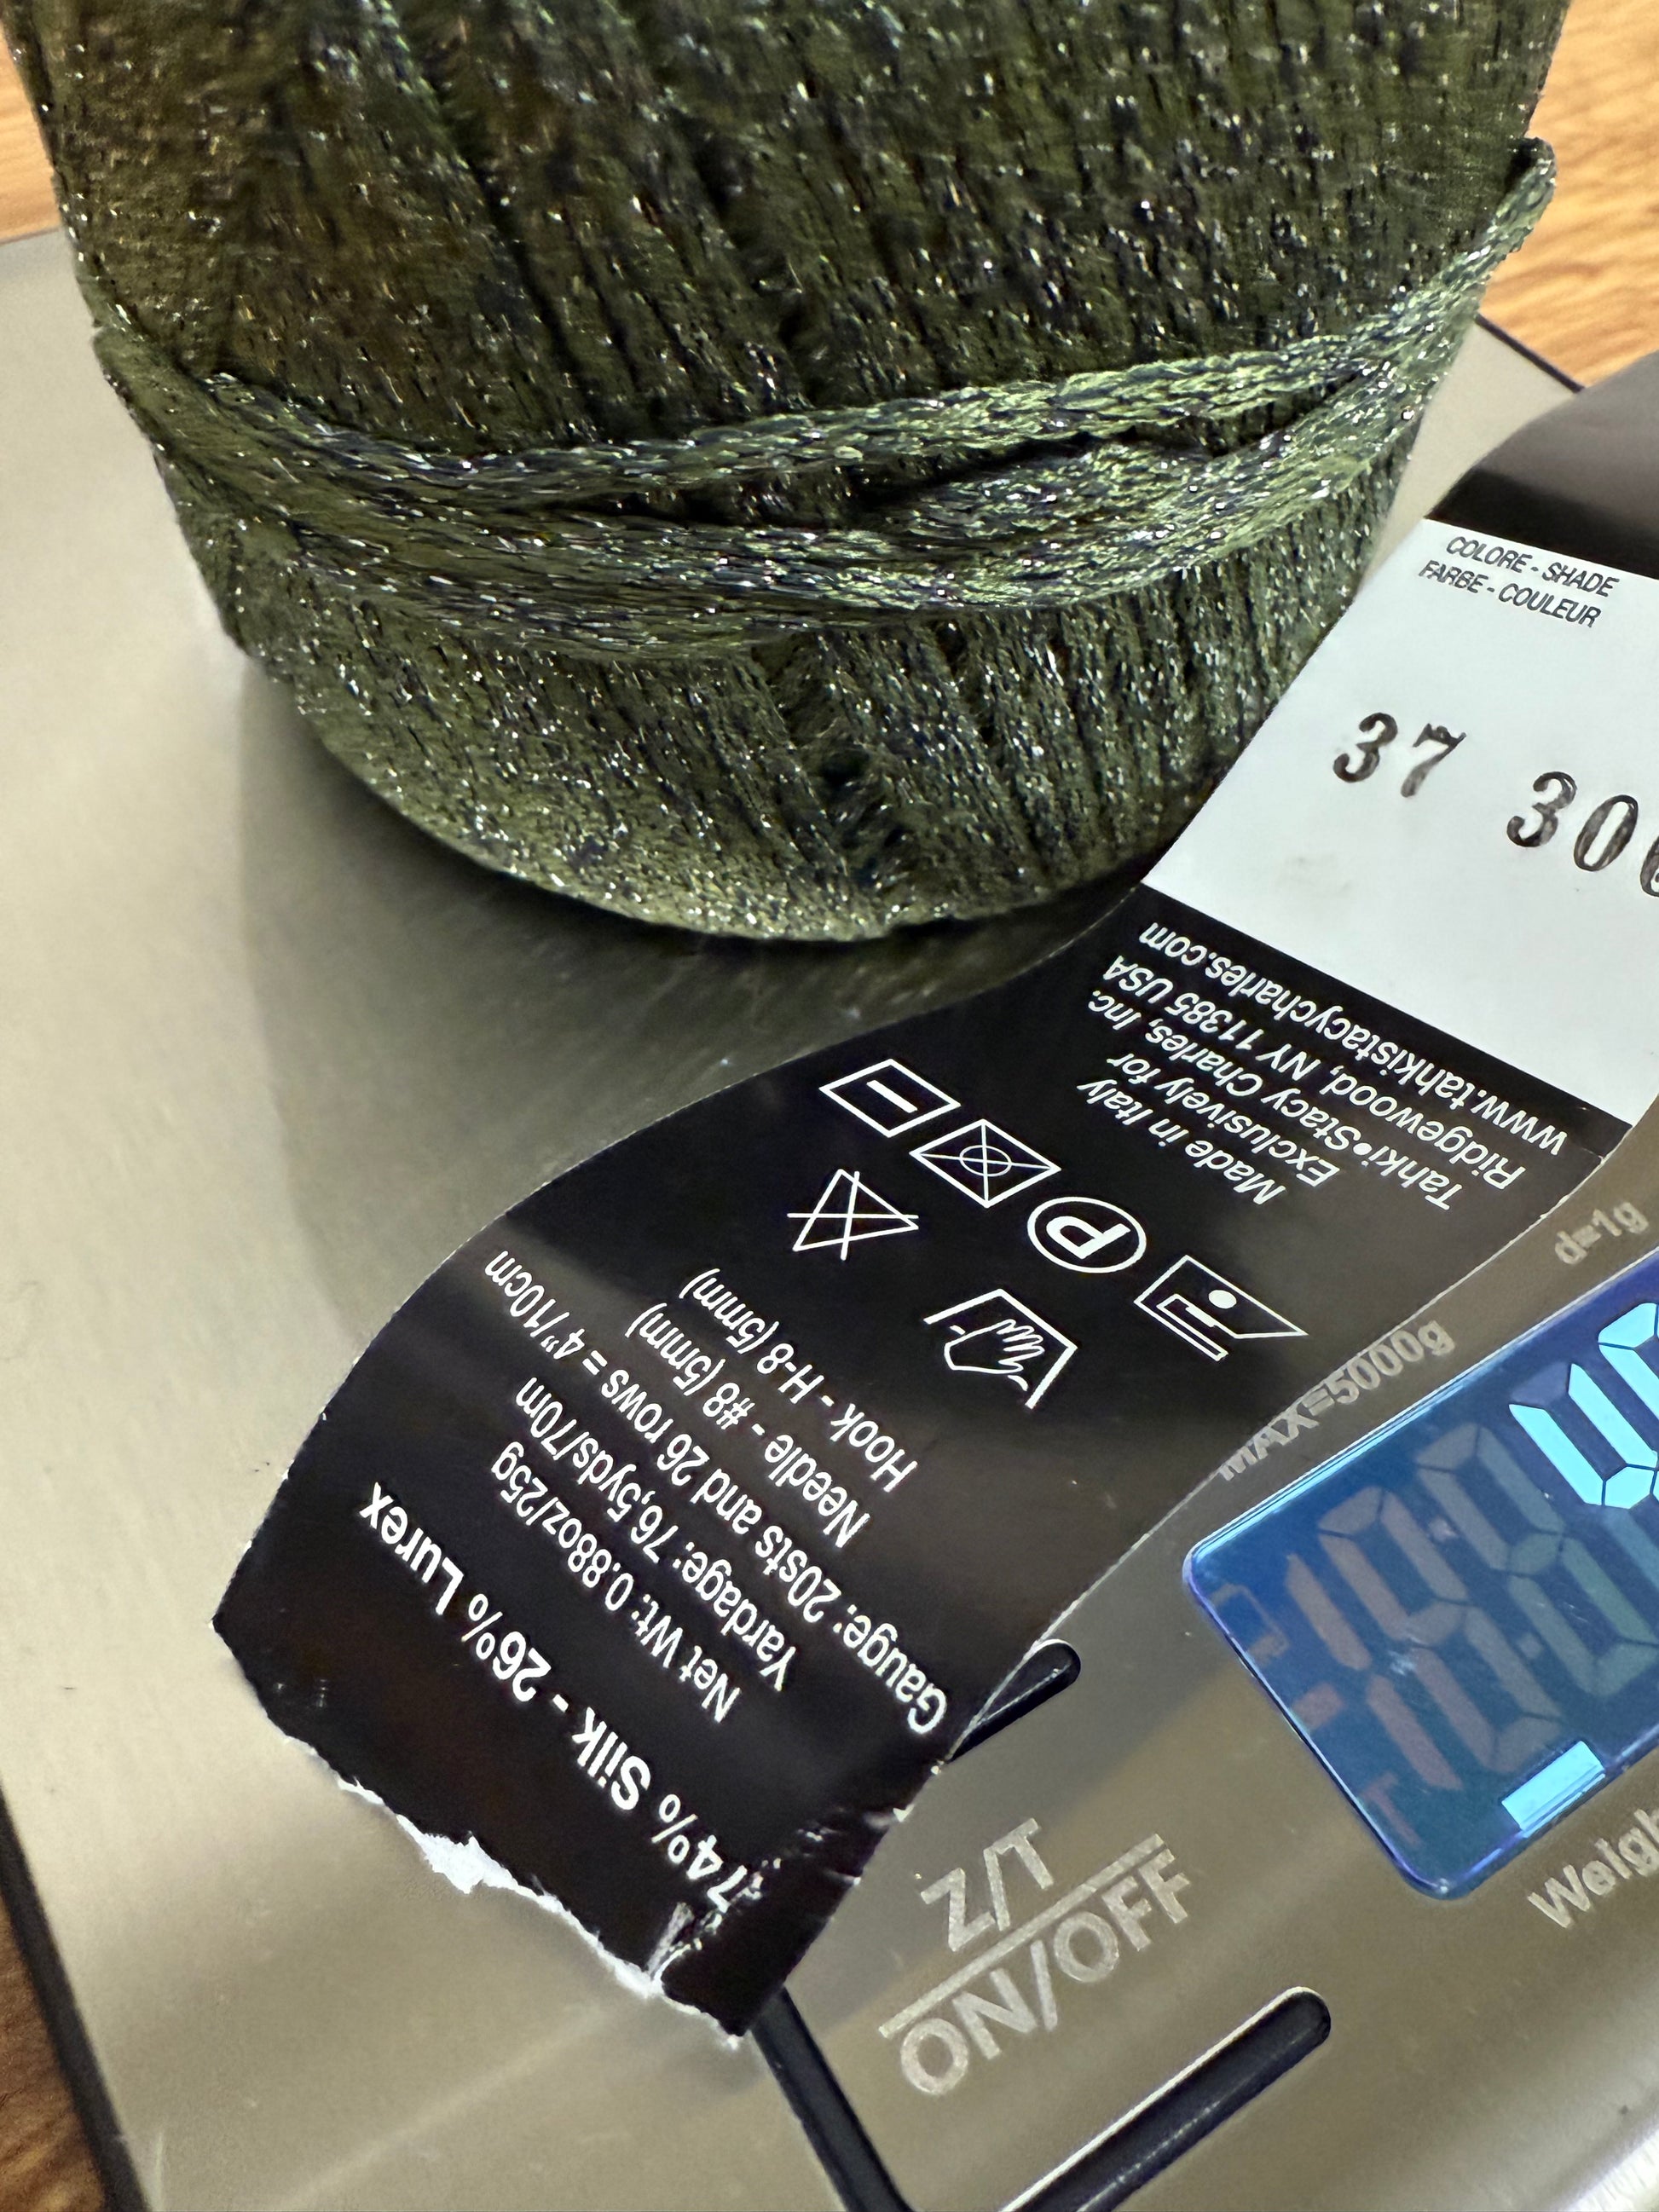 COLORE - SHADE
FARBE - COULEUR
37
74% Silk - 26% Lurex
Net Wt: 0.88oz/25g
Yardage: 76,5yds/70m
Gauge: 20sts and 26 rows = 4"/10cm
Needle - #8 (5mm)
Hook - H-8 (5mm)
P
Made in Italy
Exclusively for
Tahki•Stacy Charles, Inc.
Ridgewood, NY 11385 USA
www.tahkistacycharles.com
d=1g
MAX=5000g
Z/T
ON/OFF